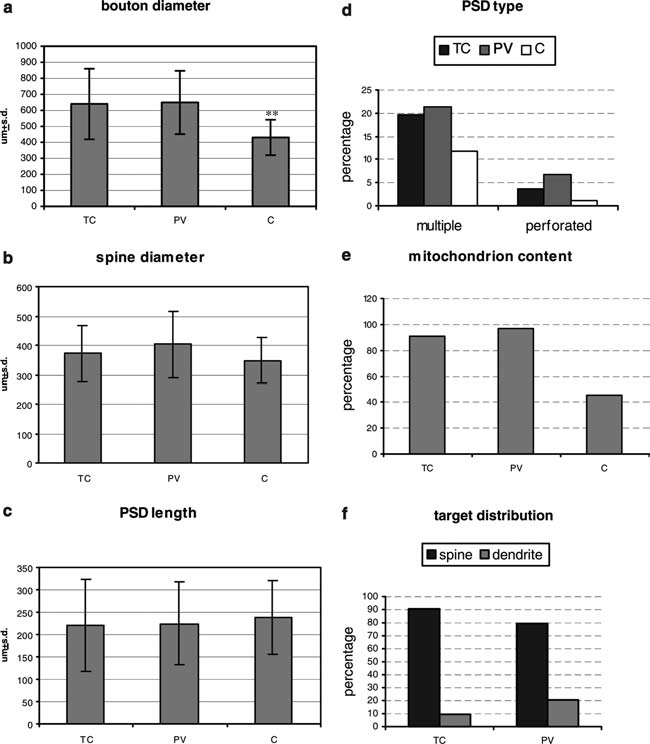 a bouton diameter
um±s.d.
1000
900
800
700
600
500
400
300
200
100
0
**
TC PV C
b spine diameter
um±s.d.
600
500
400
300
200
100
0
TC PV C
c PSD length
um±s.d.
350
300
250
200
150
100
50
0
TC PV C
d PSD type
TC PV C
percentage
25
20
15
10
5
0
multiple perforated
e mitochondrion content
percentage
120
100
80
60
40
20
0
TC PV C
f target distribution
spine dendrite
percentage
100
90
80
70
60
50
40
30
20
10
0
TC PV